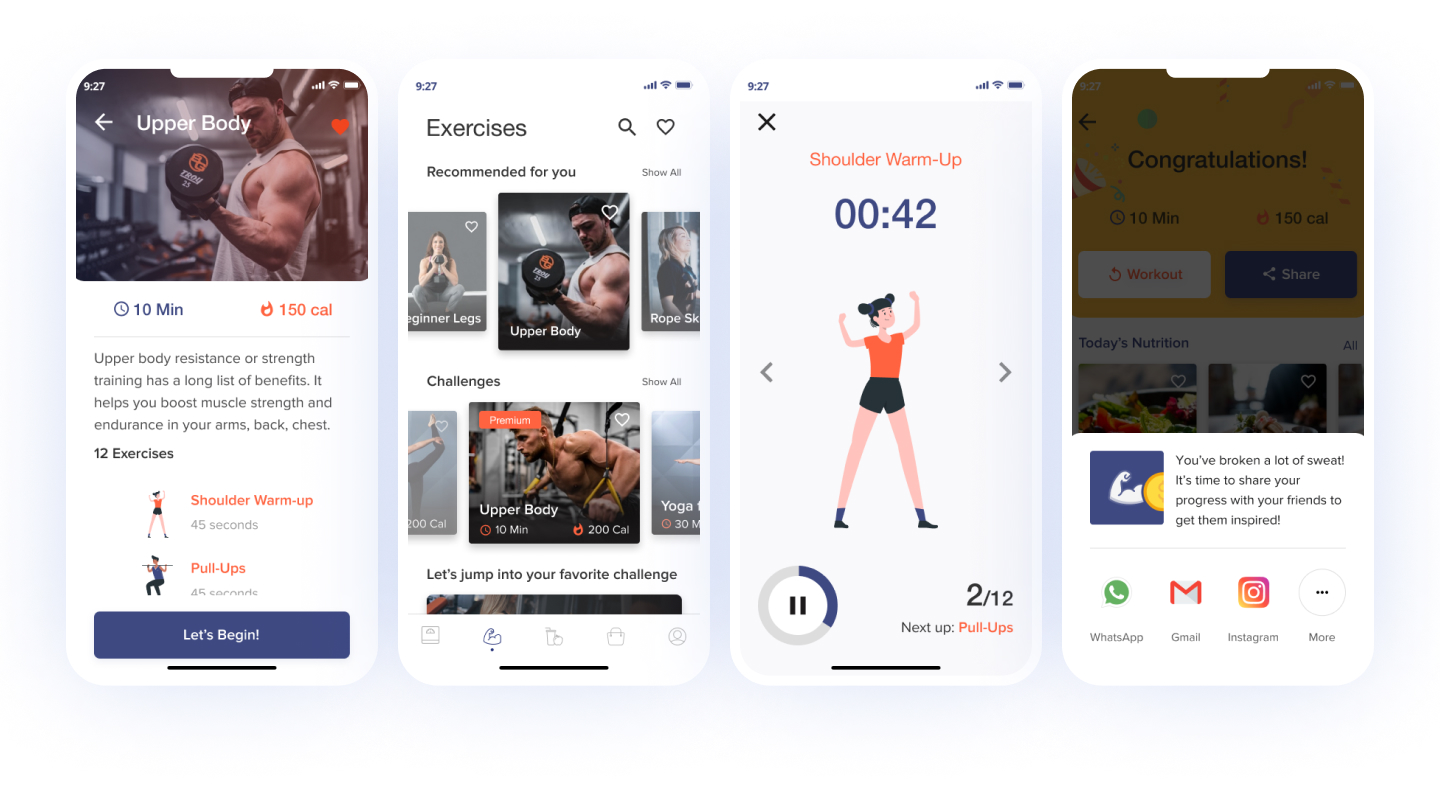 9:27
Upper Body
TROY
25
10 Min
150 cal
Upper body resistance or strength
training has a long list of benefits. It
helps you boost muscle strength and
endurance in your arms, back, chest.
12 Exercises
Shoulder Warm-up
45 seconds
Pull-Ups
45 seconds
Let's Begin!
9:27
Exercises
Recommended for you
Show All
eginner Legs
TROY
Upper Body
Rope Sk
Challenges
Show All
200 Cal
Premium
Upper Body
10 Min
200 Cal
Yoga
30 M
Let's jump into your favorite challenge
9:27
Shoulder Warm-Up
00:42
2/12
Next up: Pull-Ups
9:27
Congratulations!
10 Min
150 cal
Workout
Share
Today's Nutrition
All
You've broken a lot of sweat!
It's time to share your
progress with your friends to
get them inspired!
WhatsApp
Gmail
Instagram
More